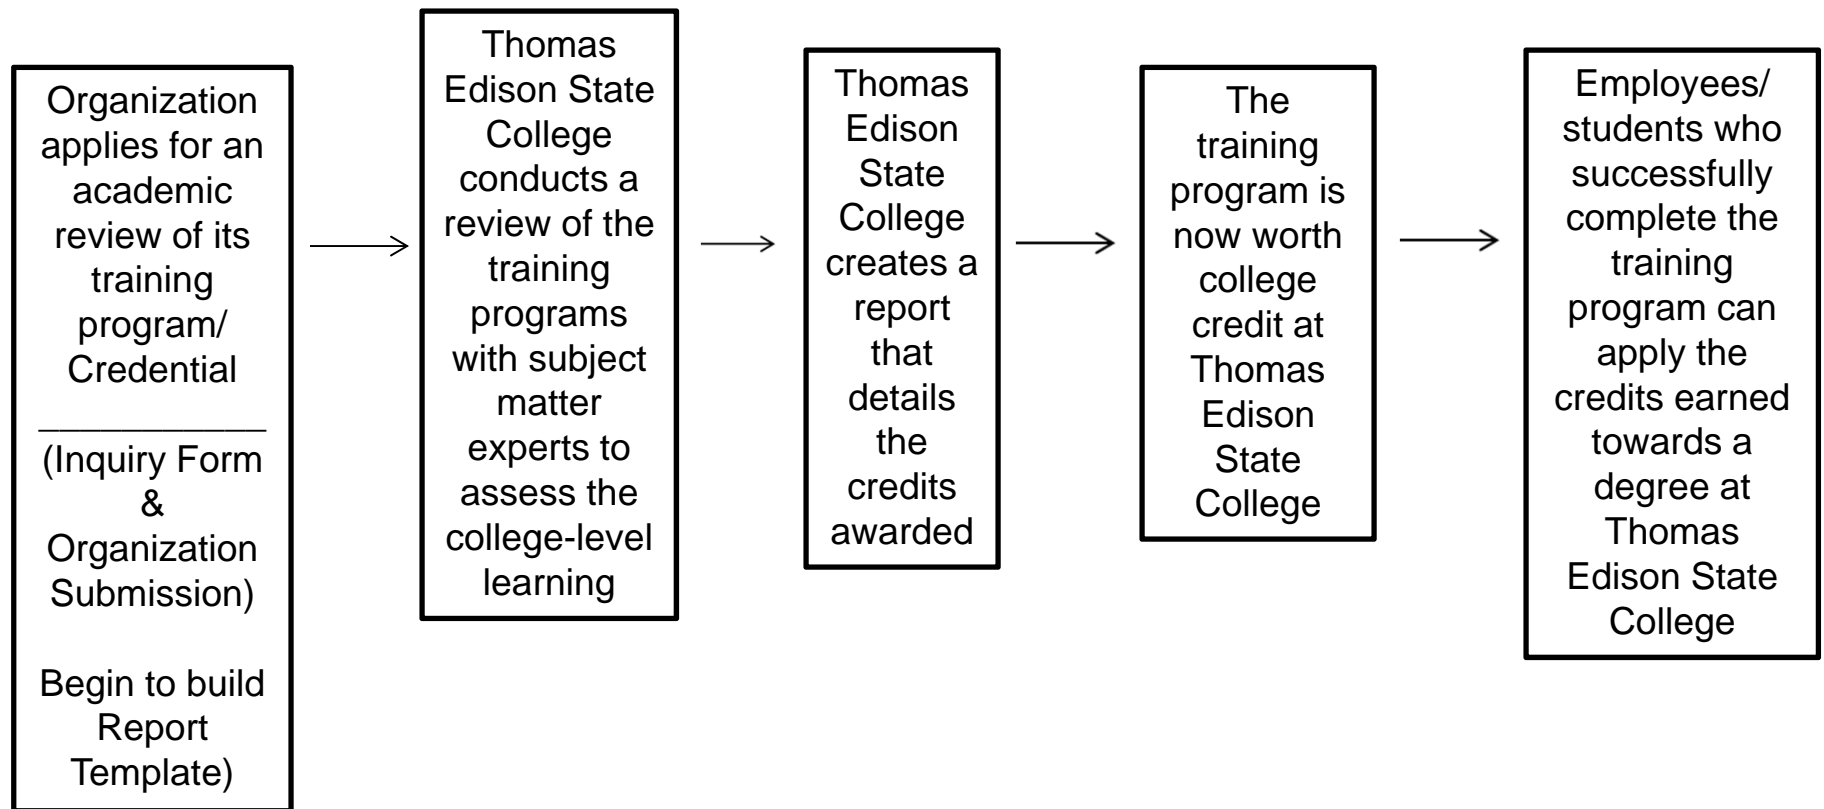 Organization
applies for an
academic
review of its
training
program/
Credential
____________
(Inquiry Form
&
Organization
Submission)
Begin to build
Report
Template)
Thomas
Edison State
College
conducts a
review of the
training
programs
with subject
matter
experts to
assess the
college-level
learning
Thomas
Edison
State
College
creates a
report
that
details
the
credits
awarded
The
training
program is
now worth
college
credit at
Thomas
Edison
State
College
Employees/
students who
successfully
complete the
training
program can
apply the
credits earned
towards a
degree at
Thomas
Edison State
College